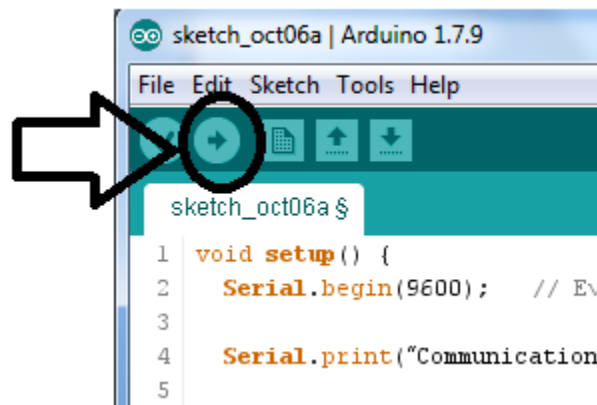 sketch_oct06a | Arduino 1.7.9
File Edit Sketch Tools Help
sketch_oct06a §
1 void setup() {
2 Serial.begin(9600); // Ev
3
4 Serial.print(“Communication
5